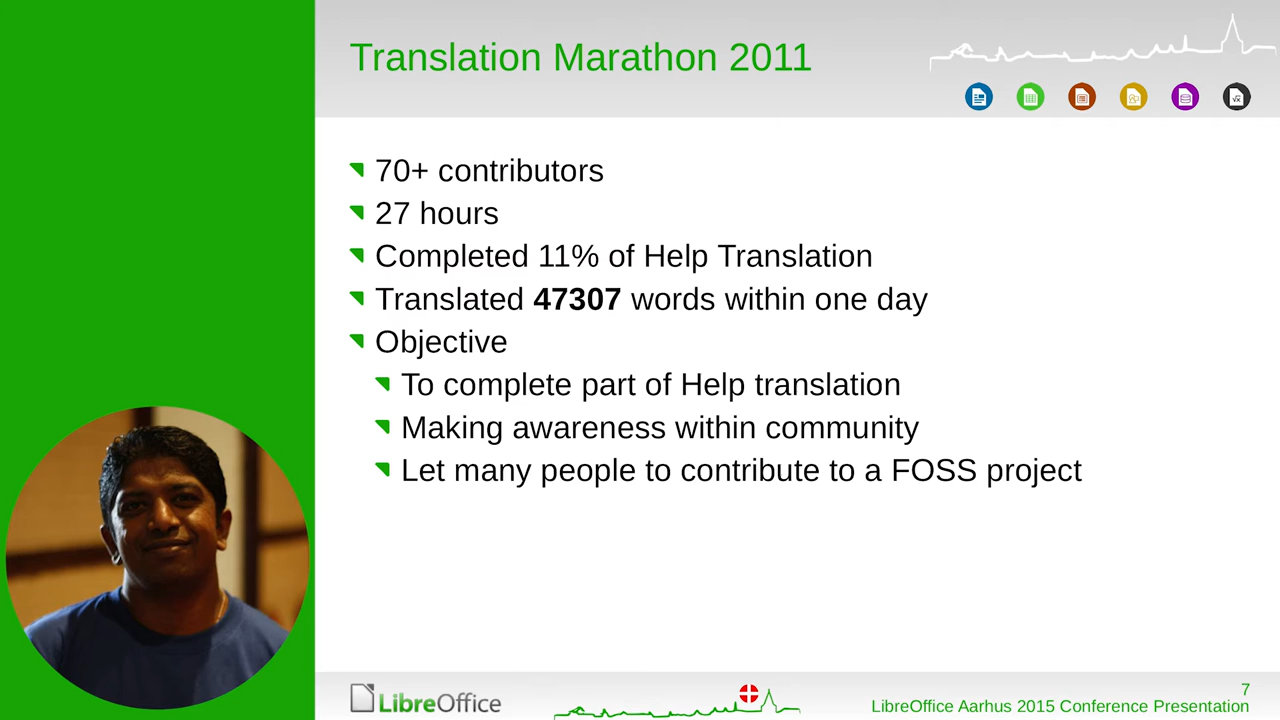 Translation Marathon 2011
70+ contributors
27 hours
Completed 11% of Help Translation
Translated 47307 words within one day
Objective
To complete part of Help translation
Making awareness within community
Let many people to contribute to a FOSS project
LibreOffice
7
LibreOffice Aarhus 2015 Conference Presentation